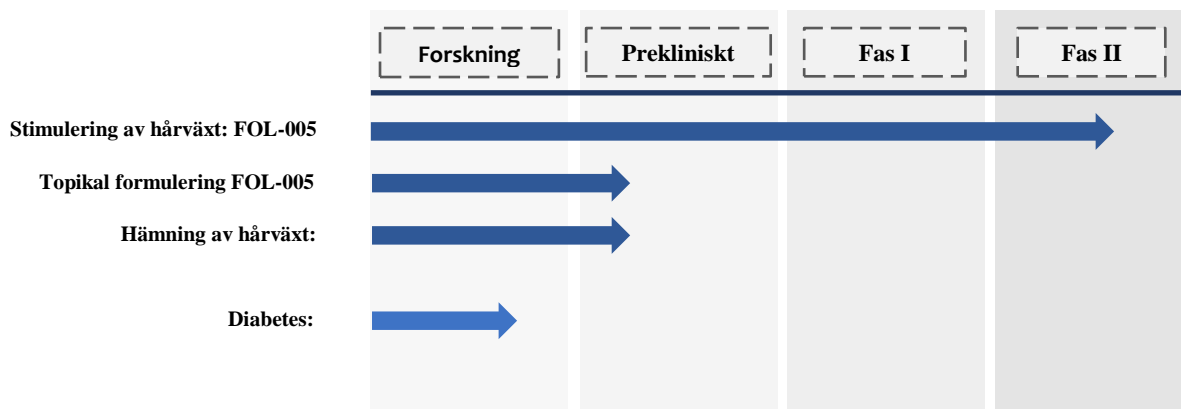 Forskning
Prekliniskt
Fas I
Fas II
Stimulering av hårväxt: FOL-005
Topikal formulering FOL-005
Hämning av hårväxt:
Diabetes: